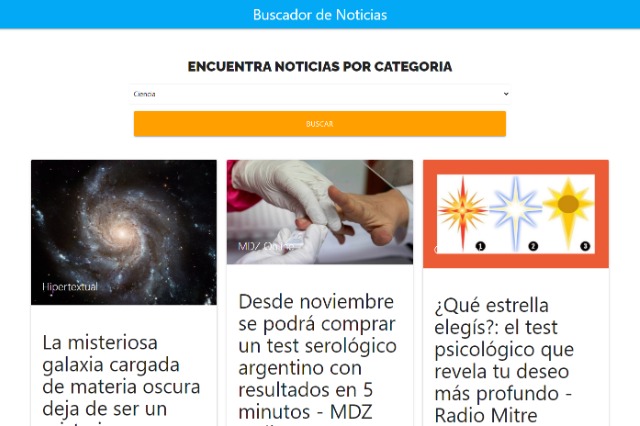 Buscador de Noticias
ENCUENTRA NOTICIAS POR CATEGORIA
Ciencia
BUSCAR
Hipertextual
La misteriosa
galaxia cargada
de materia oscura
deja de ser un
MDZ Online
Desde noviembre
se podrá comprar
un test serológico
argentino con
resultados en 5
minutos - MDZ
1
2
3
¿Qué estrella
elegís?: el test
psicológico que
revela tu deseo
más profundo -
Radio Mitre